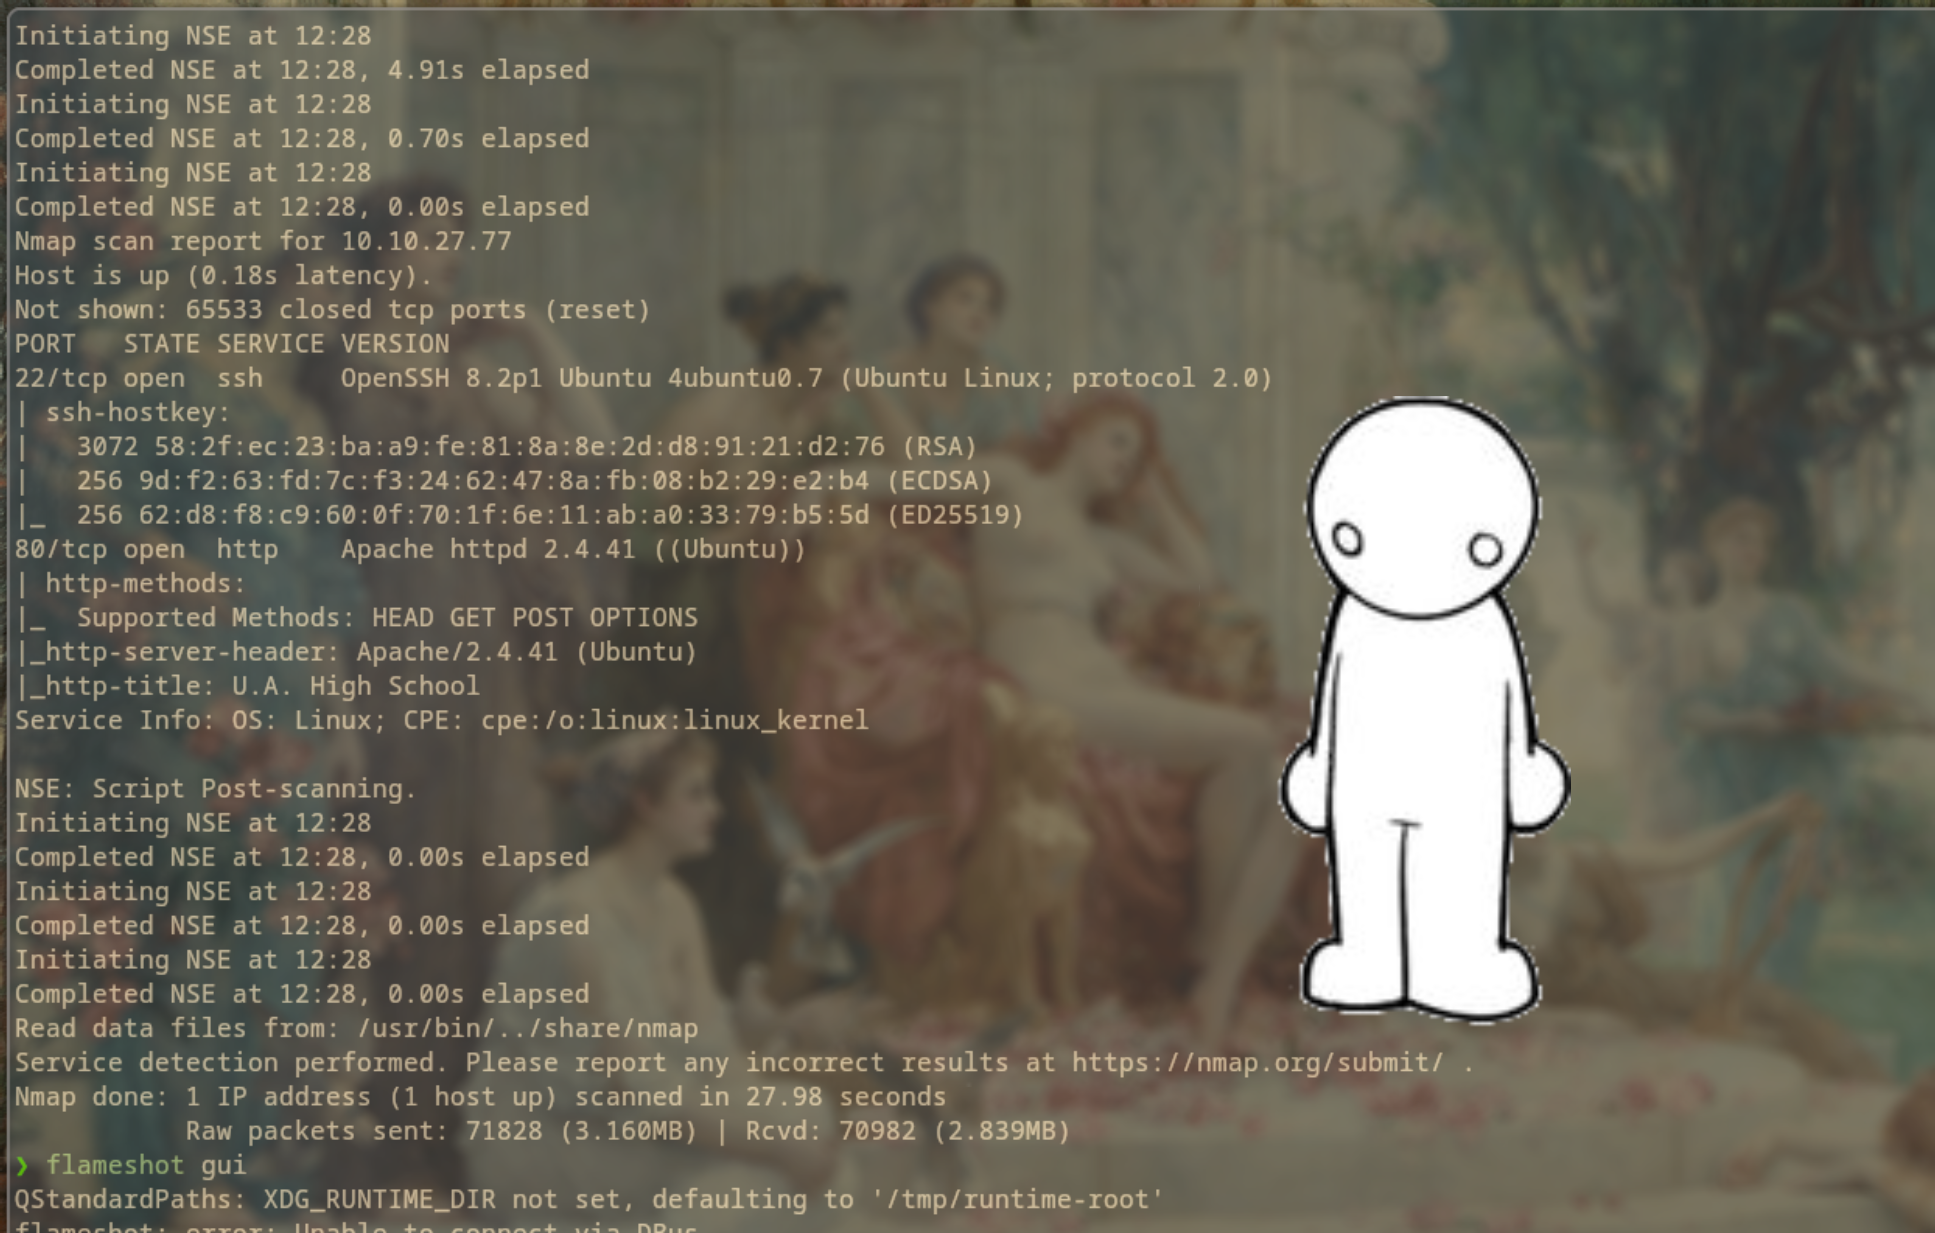 Initiating NSE at 12:28
Completed NSE at 12:28, 4.91s elapsed
Initiating NSE at 12:28
Completed NSE at 12:28, 0.70s elapsed
Initiating NSE at 12:28
Completed NSE at 12:28, 0.00s elapsed
Nmap scan report for 10.10.27.77
Host is up (0.18s latency).
Not shown: 65533 closed tcp ports (reset)
PORT   STATE SERVICE VERSION
22/tcp open  ssh     OpenSSH 8.2p1 Ubuntu 4ubuntu0.7 (Ubuntu Linux; protocol 2.0)
| ssh-hostkey:
|   3072 58:2f:ec:23:ba:a9:fe:81:8a:8e:2d:d8:91:21:d2:76 (RSA)
|   256 9d:f2:63:fd:7c:f3:24:62:47:8a:fb:08:b2:29:e2:b4 (ECDSA)
|_  256 62:d8:f8:c9:60:0f:70:1f:6e:11:ab:a0:33:79:b5:5d (ED25519)
80/tcp open  http    Apache httpd 2.4.41 ((Ubuntu))
| http-methods:
|_  Supported Methods: HEAD GET POST OPTIONS
|_http-server-header: Apache/2.4.41 (Ubuntu)
|_http-title: U.A. High School
Service Info: OS: Linux; CPE: cpe:/o:linux:linux_kernel

NSE: Script Post-scanning.
Initiating NSE at 12:28
Completed NSE at 12:28, 0.00s elapsed
Initiating NSE at 12:28
Completed NSE at 12:28, 0.00s elapsed
Initiating NSE at 12:28
Completed NSE at 12:28, 0.00s elapsed
Read data files from: /usr/bin/../share/nmap
Service detection performed. Please report any incorrect results at https://nmap.org/submit/ .
Nmap done: 1 IP address (1 host up) scanned in 27.98 seconds
           Raw packets sent: 71828 (3.160MB) | Rcvd: 70982 (2.839MB)
❯ flameshot gui
QStandardPaths: XDG_RUNTIME_DIR not set, defaulting to '/tmp/runtime-root'
flameshot: error: Unable to connect via DBus